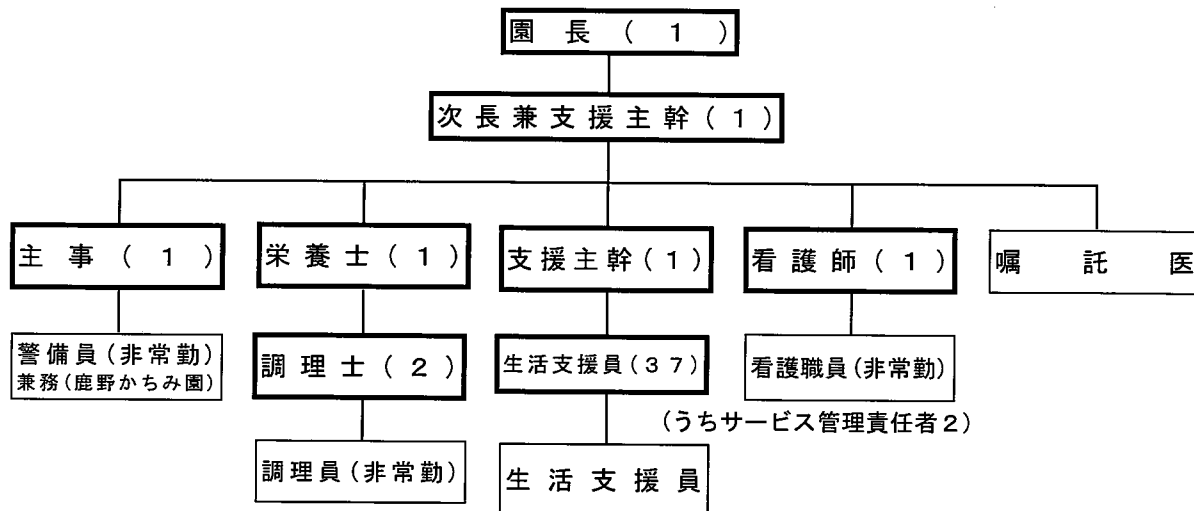 園長(1)
次長兼支援主幹(1)
主事(1)
栄養士(1)
支援主幹(1)
看護師(1)
嘱託医
警備員(非常勤)
兼務(鹿野かちみ園)
調理士(2)
生活支援員(37)
看護職員(非常勤)
(うちサービス管理責任者2)
調理員(非常勤)
生活支援員